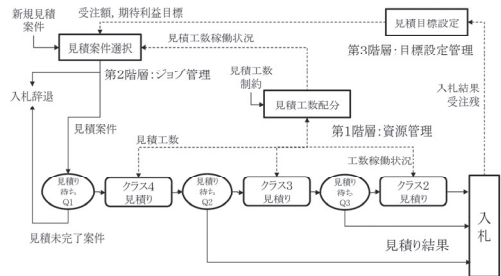 受注額, 期待利益目標
見積目標設定
新規見積
案件
見積案件選択
見積工数稼働状況
第3階層:目標設定管理
第2階層:ジョブ管理
見積工数
制約
見積工数配分
入札結果
受注残
入札辞退
見積案件
見積工数
第1階層:資源管理
工数稼働状況
見積り
待ち
Q1
クラス4
見積り
見積り
待ち
Q2
クラス3
見積り
見積り
待ち
Q3
クラス2
見積り
入札
見積未完了案件
見積り結果